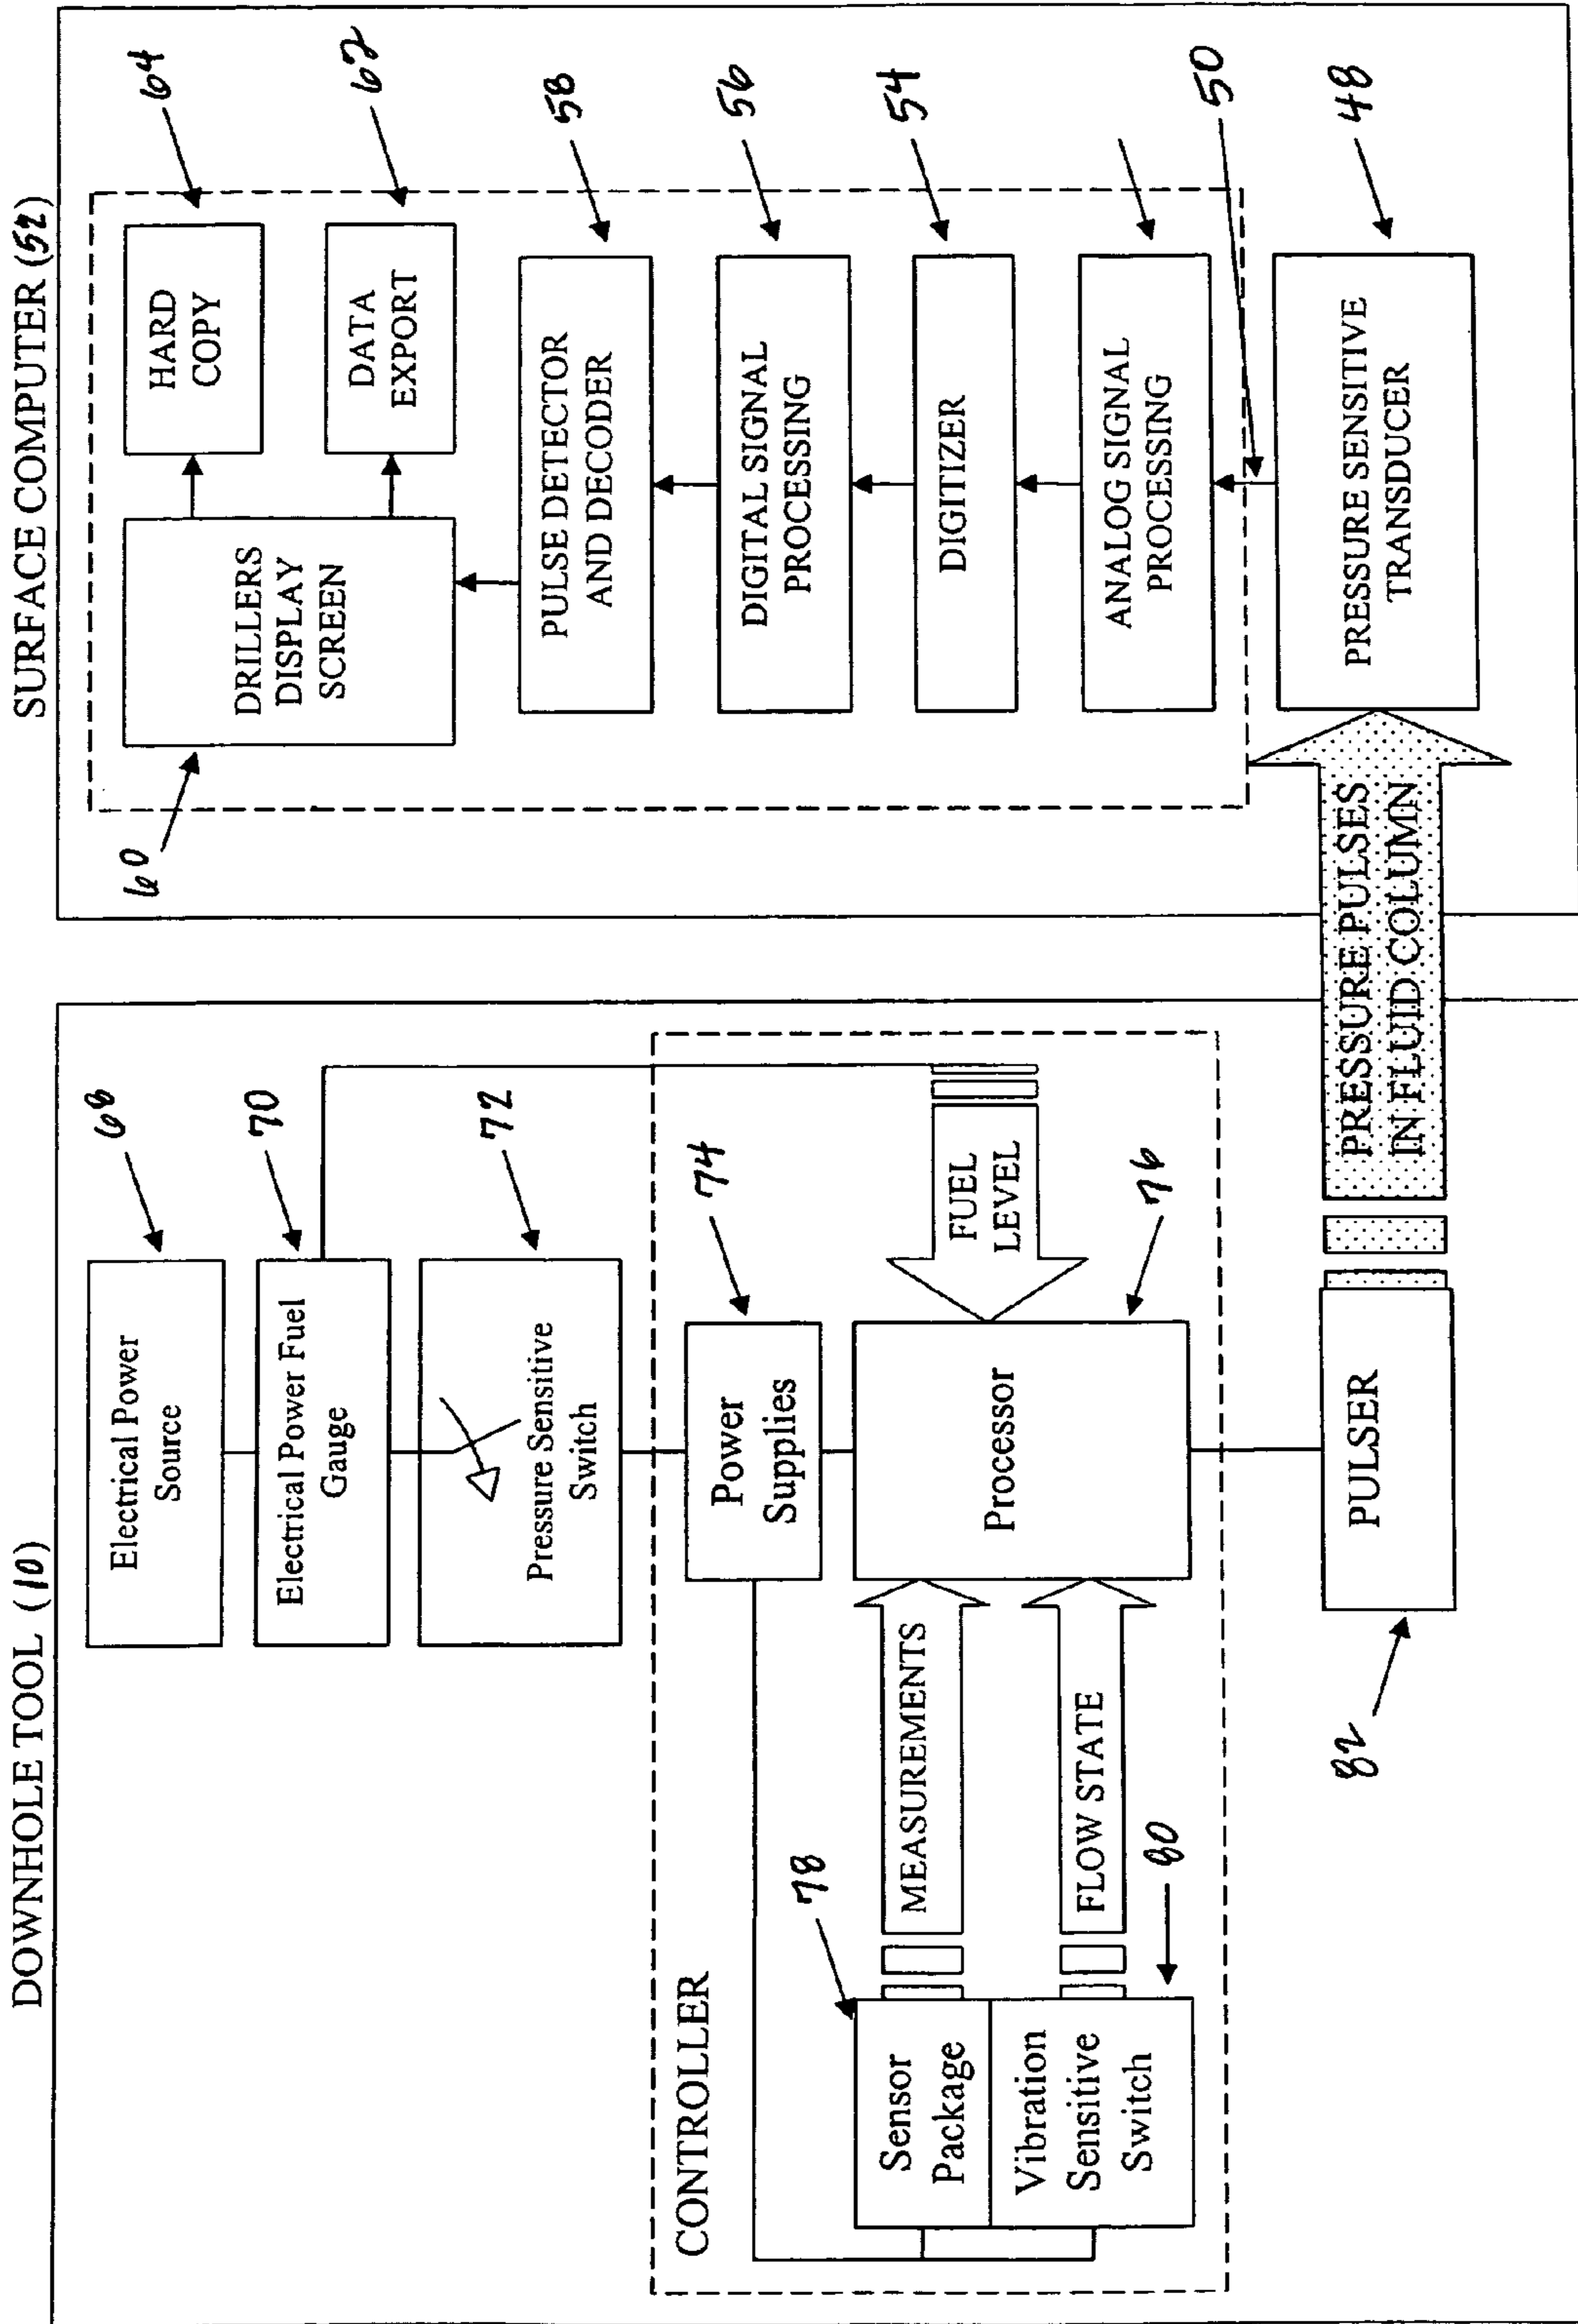 DOWNHOLE TOOL (10)
Electrical Power
Source
68
Electrical Power Fuel
Gauge
70
Pressure Sensitive
Switch
72
CONTROLLER
Power
Supplies
74
Sensor
Package
78
Vibration
Sensitive
Switch
80
MEASUREMENTS
FLOW STATE
Processor
76
FUEL
LEVEL
PULSER
82
PRESSURE PULSES
IN FLUID COLUMN
SURFACE COMPUTER (52)
60
DRILLERS
DISPLAY
SCREEN
HARD
COPY
64
DATA
EXPORT
62
PULSE DETECTOR
AND DECODER
58
DIGITAL SIGNAL
PROCESSING
56
DIGITIZER
54
ANALOG SIGNAL
PROCESSING
50
PRESSURE SENSITIVE
TRANSDUCER
48